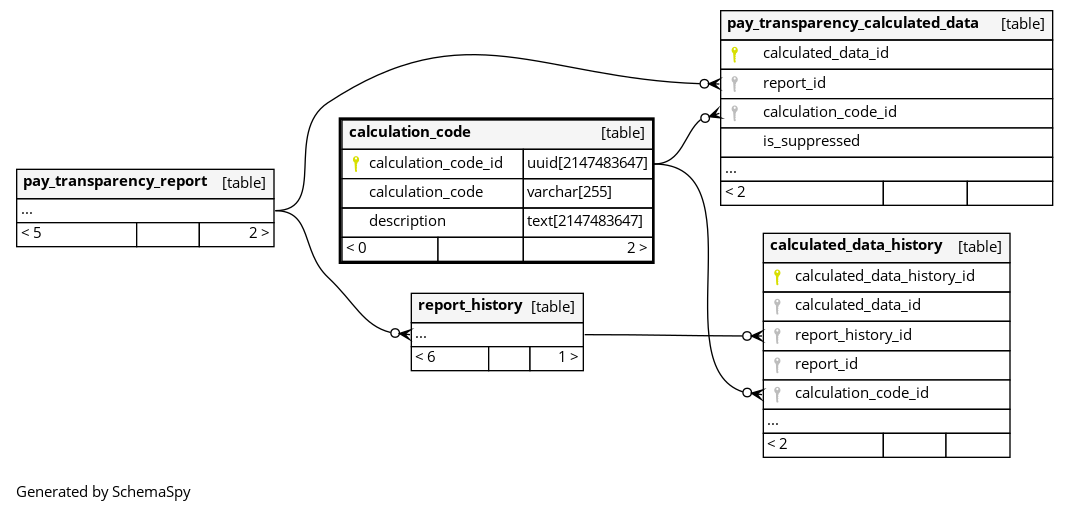 pay_transparency_calculated_data [table]
calculated_data_id
report_id
calculation_code_id
is_suppressed
...
< 2
calculation_code [table]
calculation_code_id uuid[2147483647]
calculation_code varchar[255]
description text[2147483647]
< 0 2 >
pay_transparency_report [table]
...
< 5 2 >
calculated_data_history [table]
calculated_data_history_id
calculated_data_id
report_history_id
report_id
calculation_code_id
...
< 2
report_history [table]
...
< 6 1 >
Generated by SchemaSpy